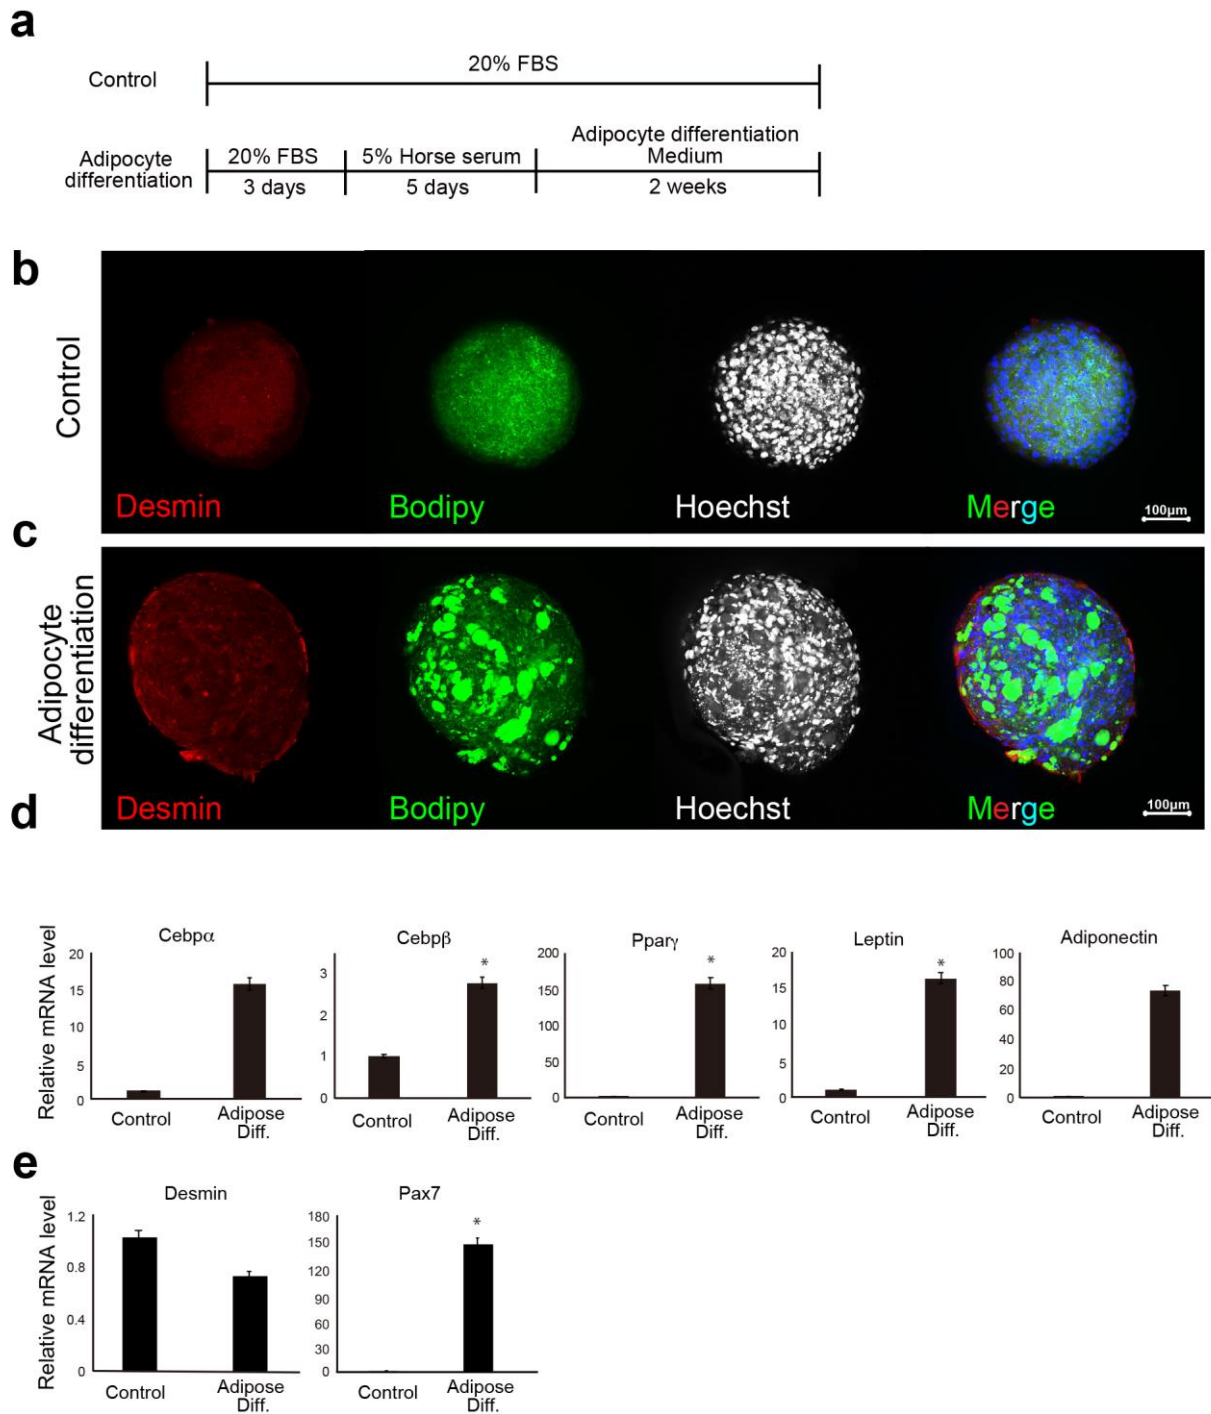 a
Control
20% FBS
Adipocyte
differentiation
20% FBS
3 days
5% Horse serum
5 days
Adipocyte differentiation
Medium
2 weeks
b
Control
Desmin
Bodipy
Hoechst
Merge
100µm
c
Adipocyte
differentiation
Desmin
Bodipy
Hoechst
Merge
100µm
d
Relative mRNA level
Cebpα
20
15
10
5
0
Control
Adipose
Diff.
Cebpβ
3
2
1
0
*
Control
Adipose
Diff.
Pparγ
200
150
100
50
0
*
Control
Adipose
Diff.
Leptin
20
15
10
5
0
*
Control
Adipose
Diff.
Adiponectin
100
80
60
40
20
0
Control
Adipose
Diff.
e
Relative mRNA level
Desmin
1.2
0.8
0.4
0
Control
Adipose
Diff.
Pax7
180
150
120
90
60
30
0
*
Control
Adipose
Diff.